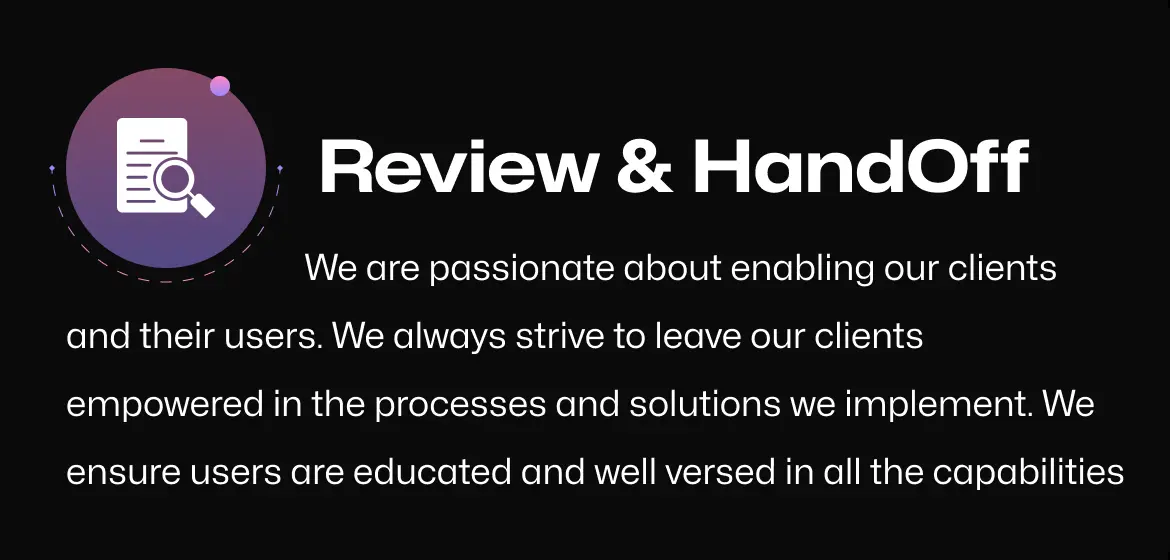 Review & HandOff
We are passionate about enabling our clients
and their users. We always strive to leave our clients
empowered in the processes and solutions we implement. We
ensure users are educated and well versed in all the capabilities